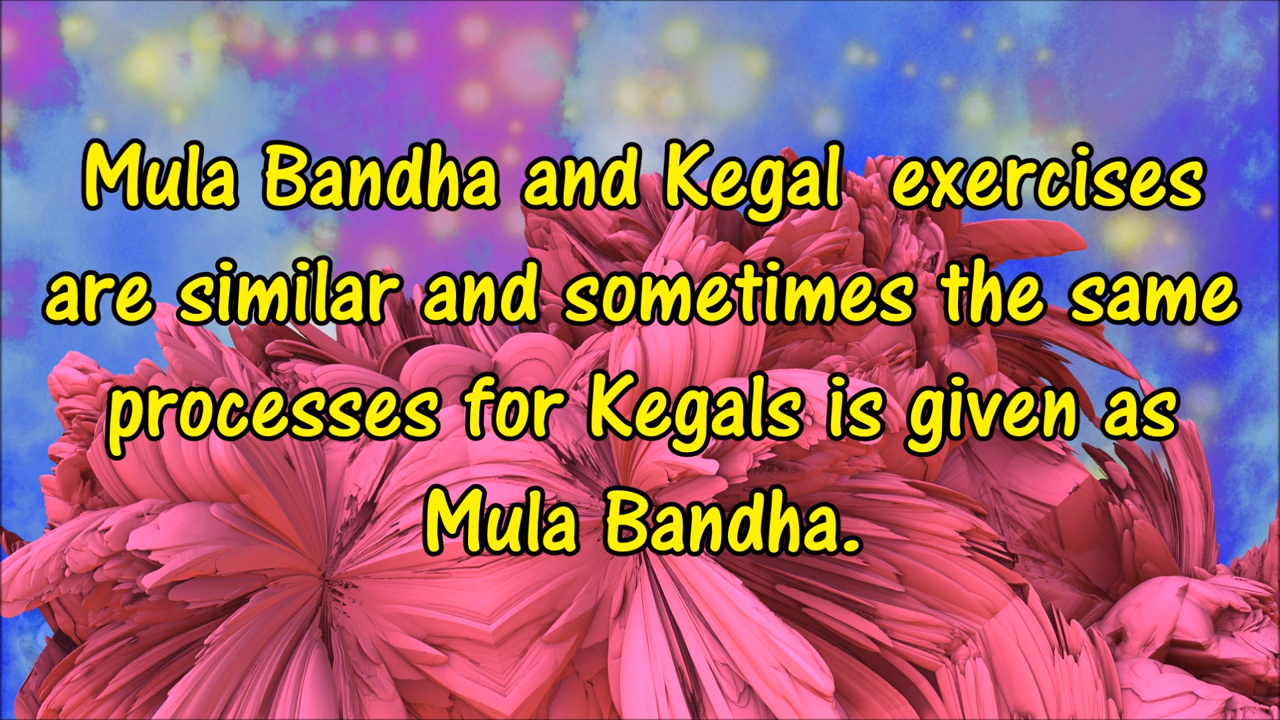 Mula Bandha and Kegal  exercises
are similar and sometimes the same
processes for Kegals is given as
Mula Bandha.